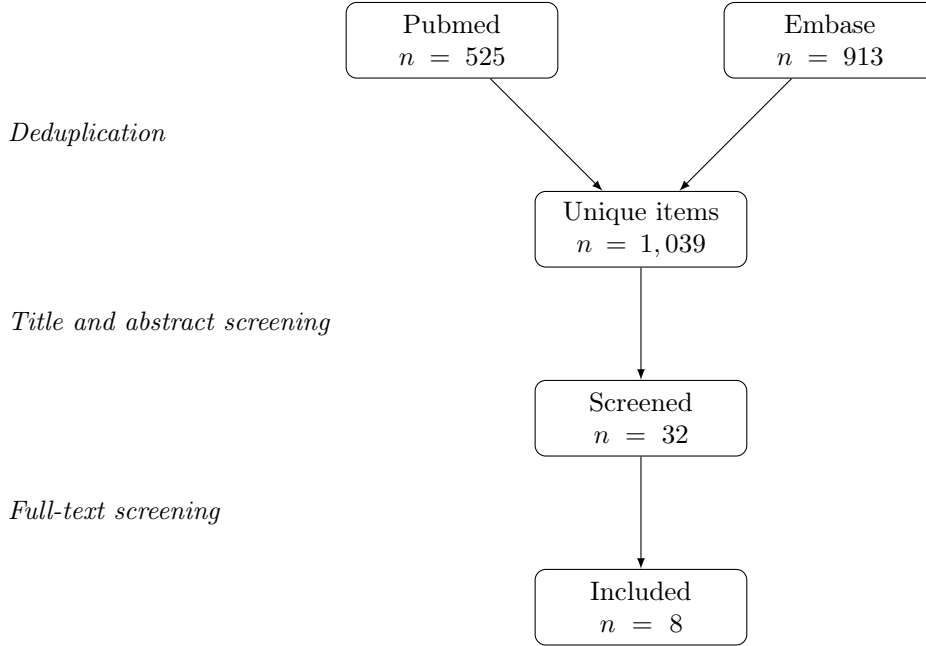 Pubmed
n = 525
Embase
n = 913
Deduplication
Unique items
n = 1,039
Title and abstract screening
Screened
n = 32
Full-text screening
Included
n = 8